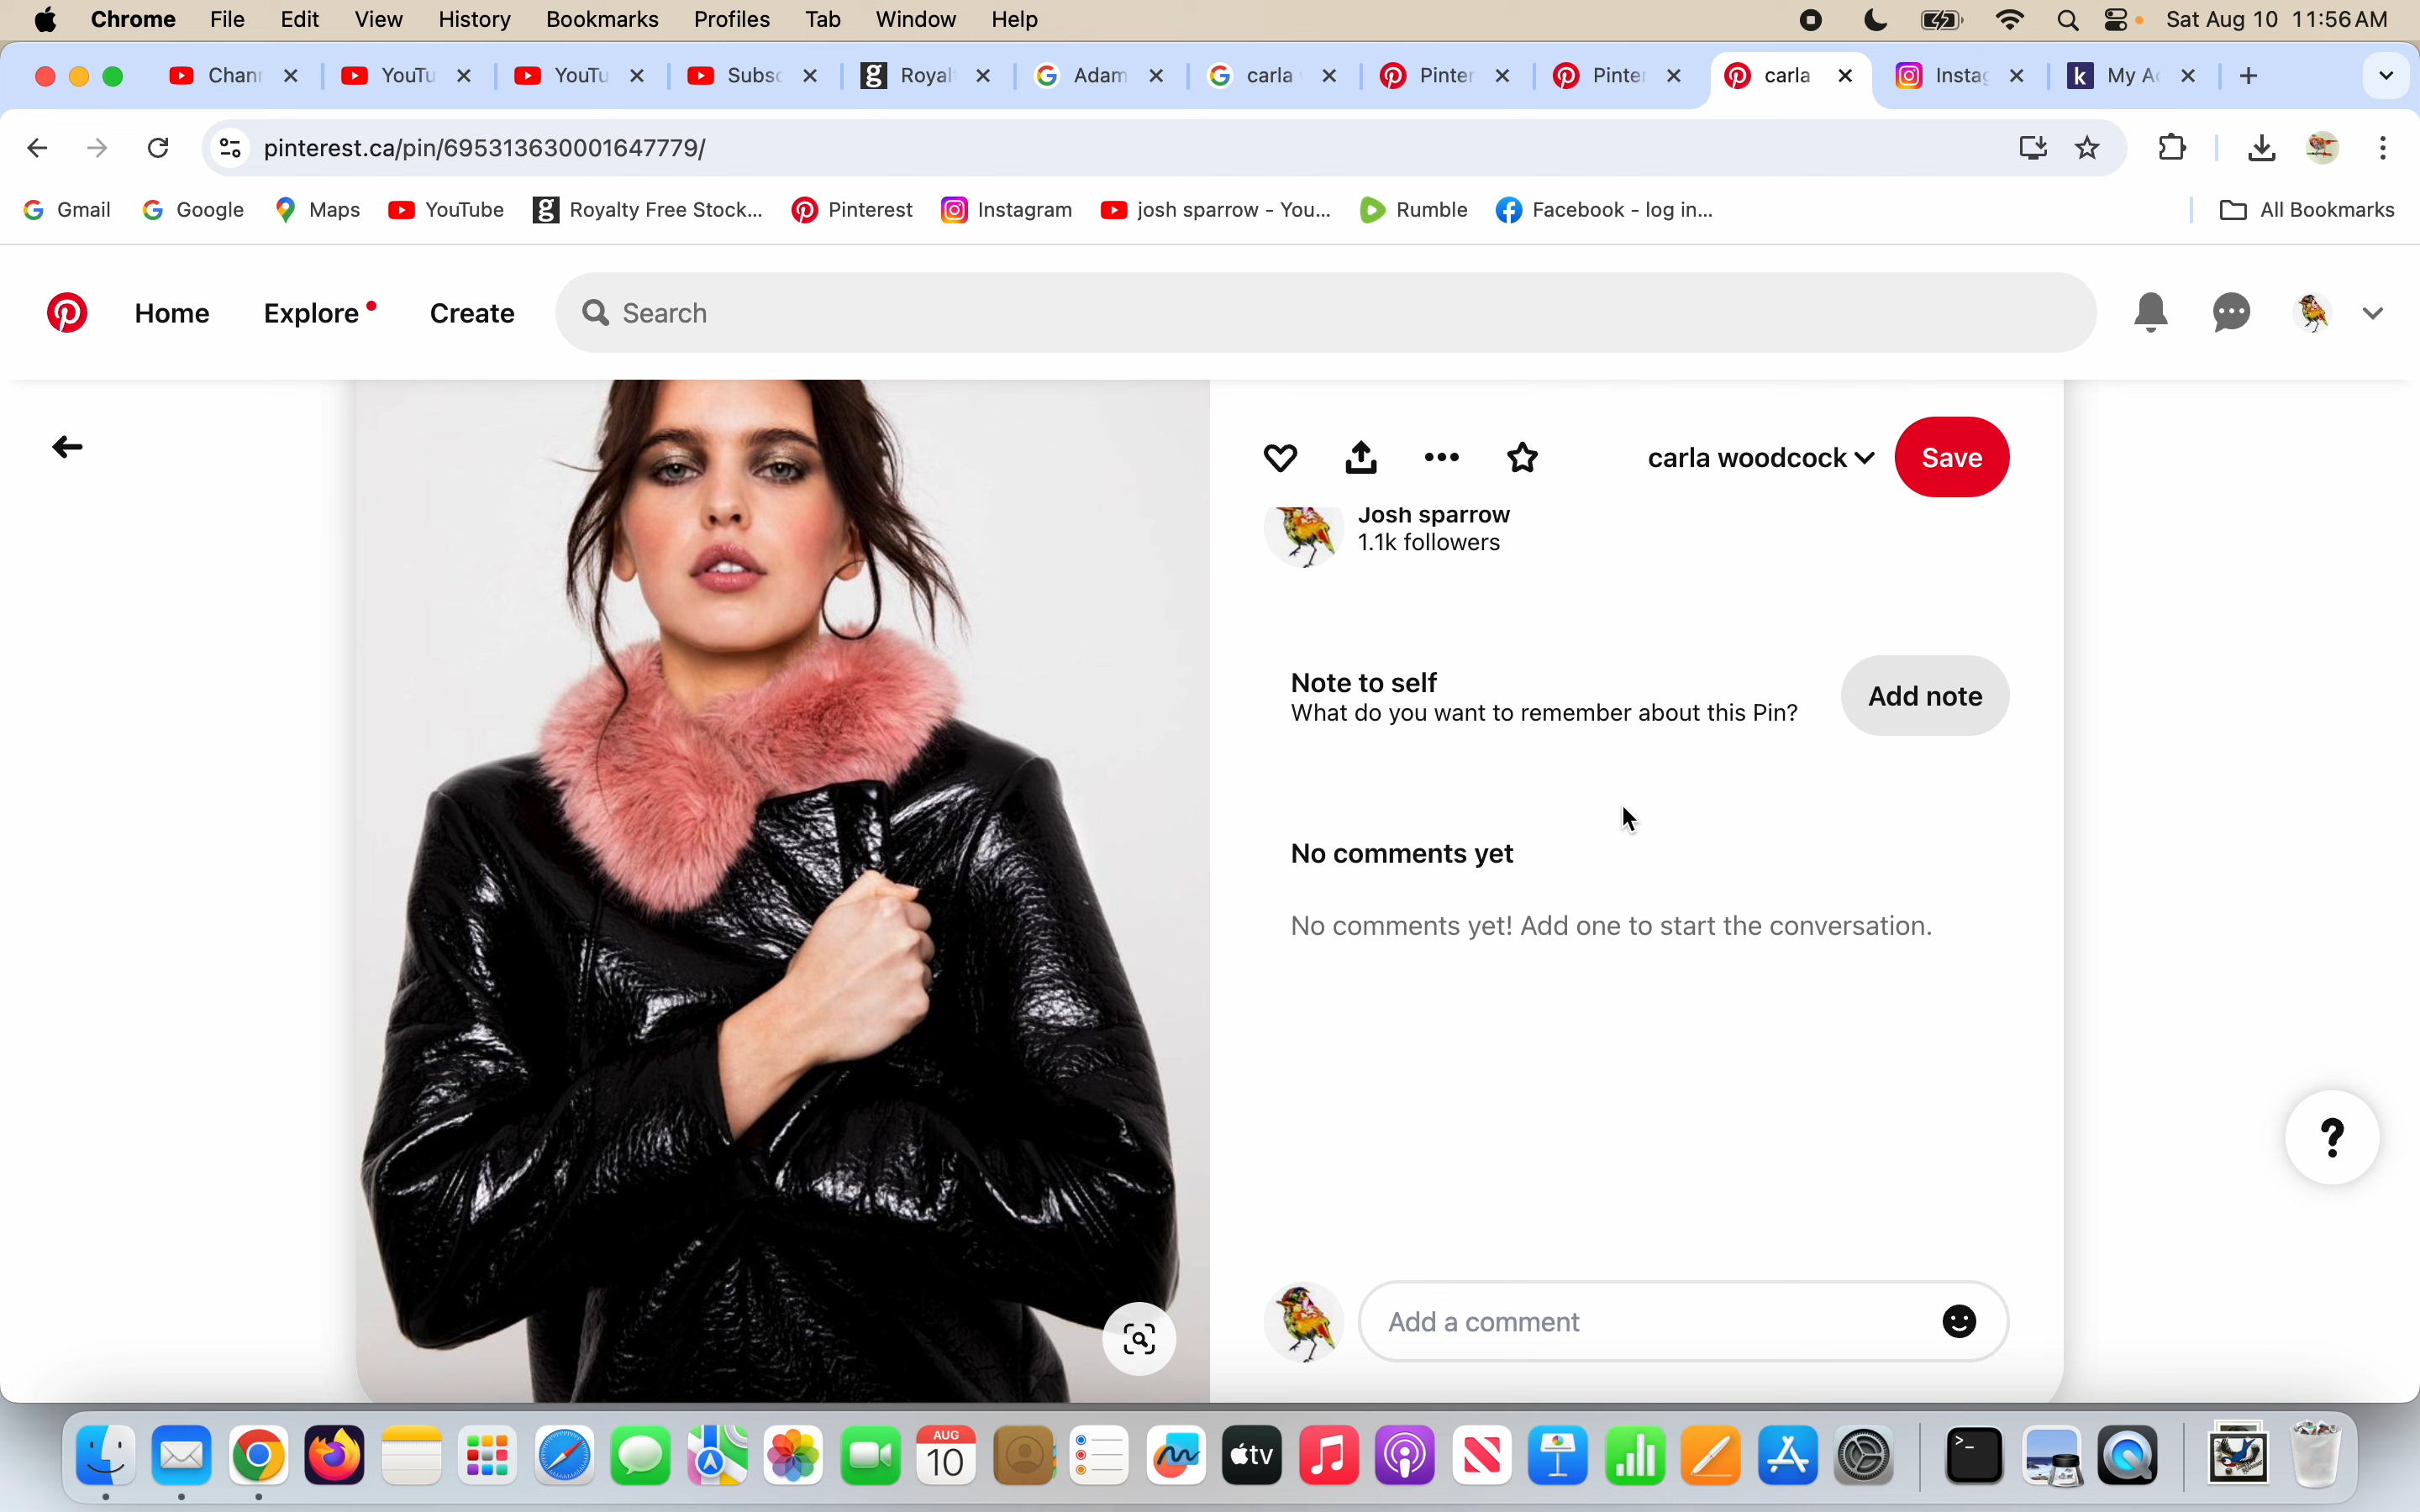 Chrome File Edit View History Bookmarks Profiles Tab Window Help Sat Aug 10 11:56 AM
Chan YouTu YouTu Subsc Royal Adam carla Pinter Pinter carla Insta My A
pinterest.ca/pin/695313630001647779/
Gmail Google Maps YouTube Royalty Free Stock... Pinterest Instagram josh sparrow - You... Rumble Facebook - log in... All Bookmarks
Home Explore Create Search
carla woodcock Save
Josh sparrow
1.1k followers
Note to self
What do you want to remember about this Pin?
Add note
No comments yet
No comments yet! Add one to start the conversation.
?
Add a comment
AUG
10
tv